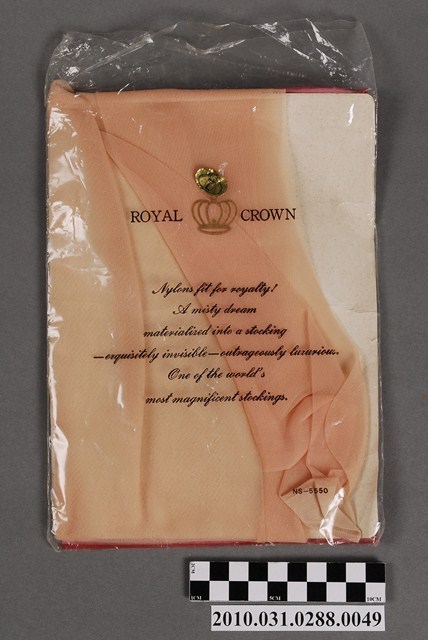 ROYAL CROWN
Nylons fit for royalty!
A misty dream
materialized into a stocking
—exquisitely invisible—outrageously luxurious.
One of the world's
most magnificent stockings.
NS-5550
1CM 5CM 10CM
2010.031.0288.0049